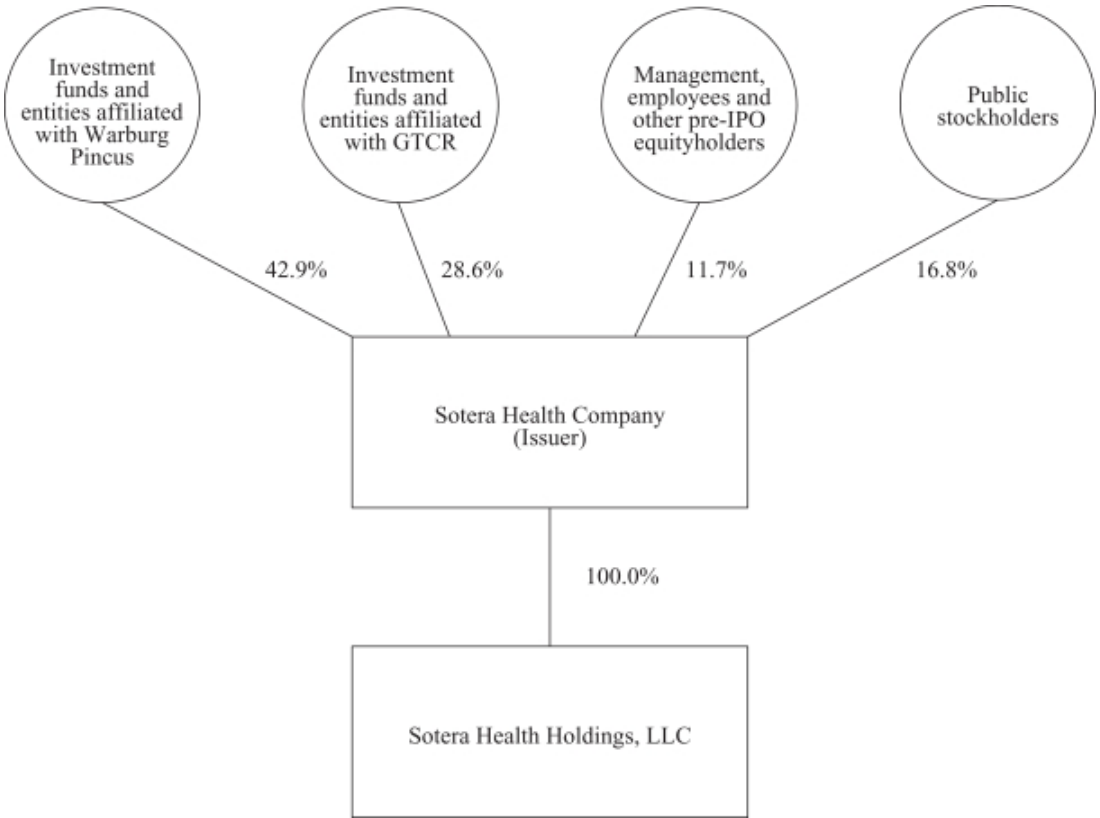 Investment
funds and
entities affiliated
with Warburg
Pincus
Investment
funds and
entities affiliated
with GTCR
Management,
employees and
other pre-IPO
equityholders
Public
stockholders
42.9%
28.6%
11.7%
16.8%
Sotera Health Company
(Issuer)
100.0%
Sotera Health Holdings, LLC